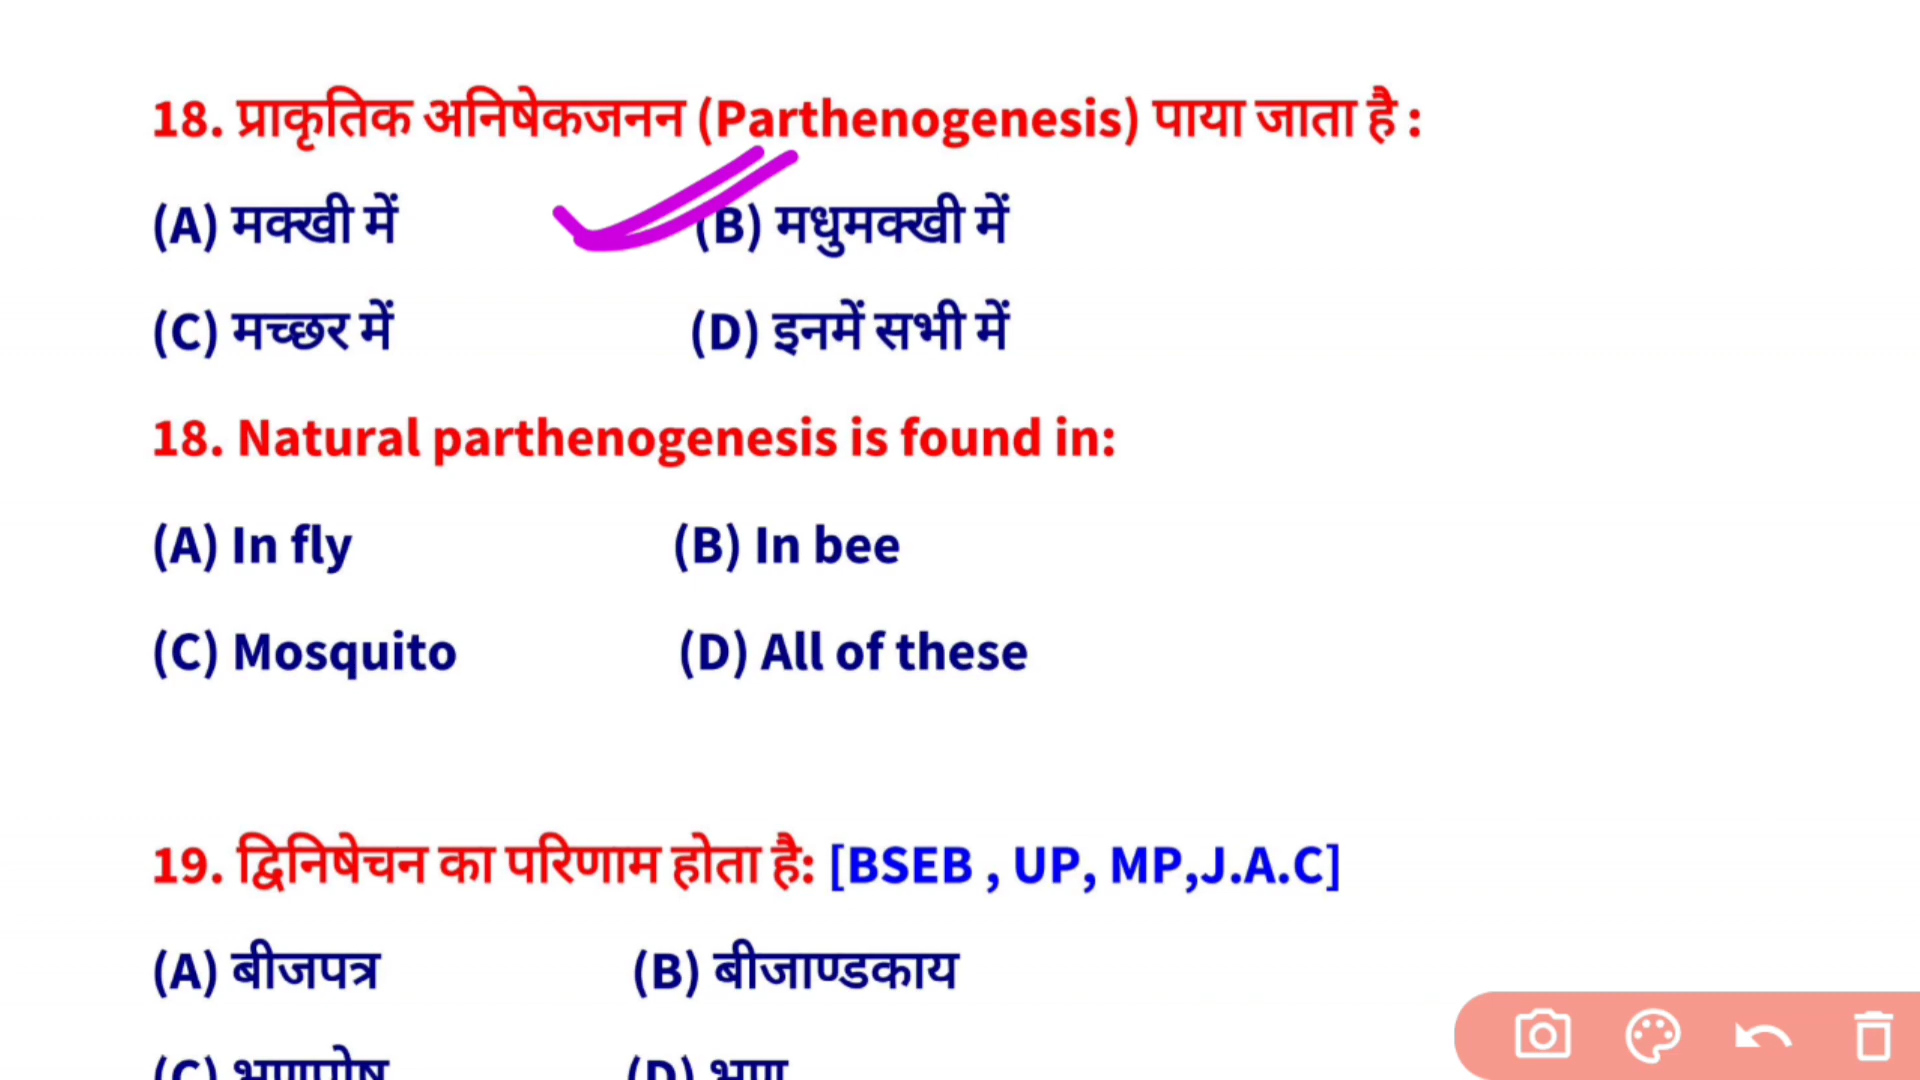 18. प्राकृतिक अनिषेकजनन (Parthenogenesis) पाया जाता है :
(A) मक्खी में (B) मधुमक्खी में
(C) मच्छर में (D) इनमें सभी में
18. Natural parthenogenesis is found in:
(A) In fly (B) In bee
(C) Mosquito (D) All of these
19. द्विनिषेचन का परिणाम होता है: [BSEB , UP, MP,J.A.C]
(A) बीजपत्र (B) बीजाण्डकाय
(C) भ्रूणपोष (D) भ्रूण